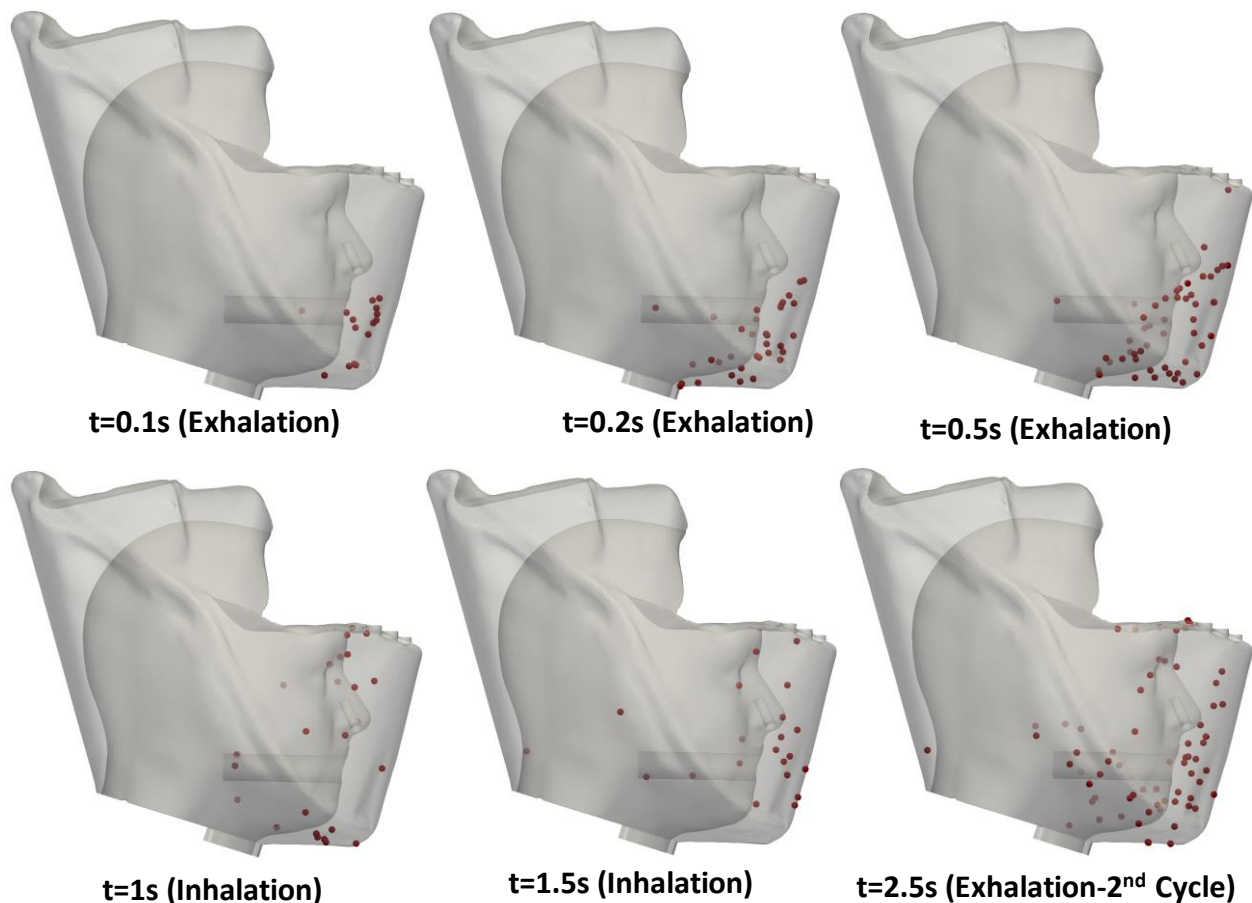 t=0.1s (Exhalation)
t=0.2s (Exhalation)
t=0.5s (Exhalation)
t=1s (Inhalation)
t=1.5s (Inhalation)
t=2.5s (Exhalation-2nd Cycle)